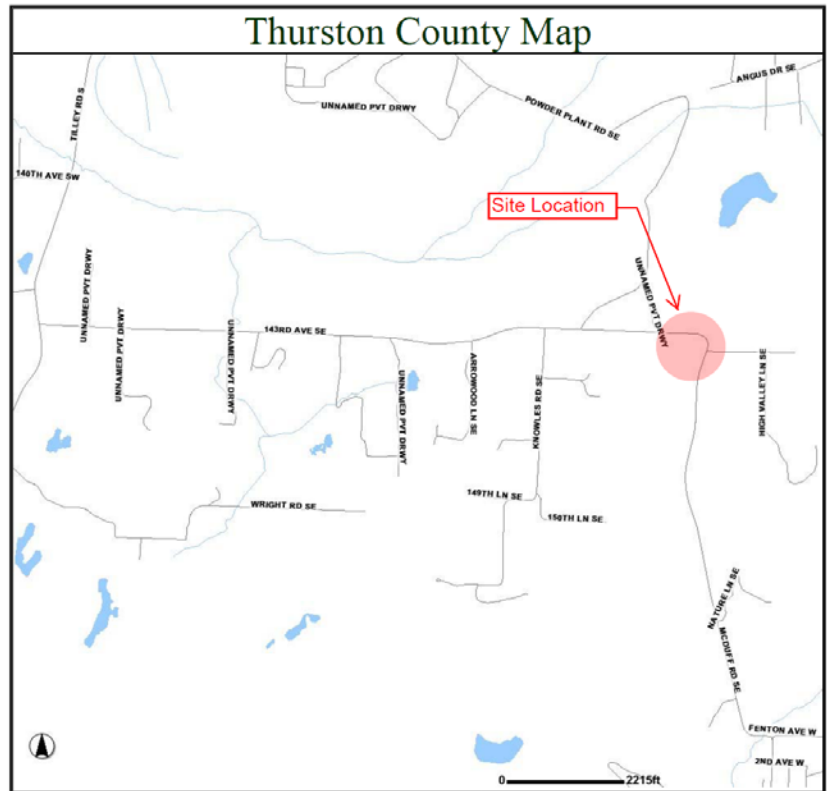 Thurston County Map
ANGUS DR SE
TILLEY RD S
UNNAMED PVT DRWY
POWDER PLANT RD SE
140TH AVE SW
Site Location
UNNAMED PVT DRWY
UNNAMED PVT DRWY
UNNAMED PVT DRWY
UNNAMED PVT DRWY
143RD AVE SE
UNNAMED PVT DRWY
ARROWOOD LN SE
KNOWLES RD SE
HIGH VALLEY LN SE
149TH LN SE
WRIGHT RD SE
150TH LN SE
NATURE LN SE
MCDUFF RD SE
FENTON AVE W
2ND AVE W
0 2215ft